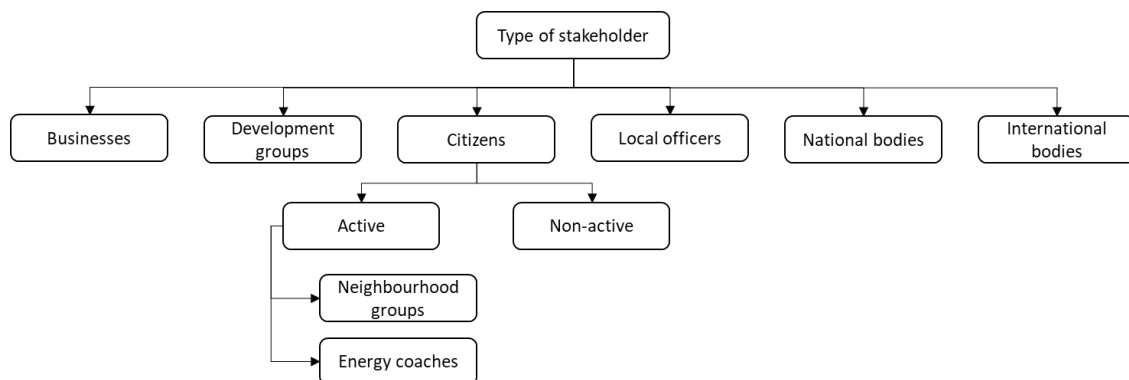 Type of stakeholder
Businesses
Development
groups
Citizens
Local officers
National bodies
International
bodies
Active
Non-active
Neighbourhood
groups
Energy coaches